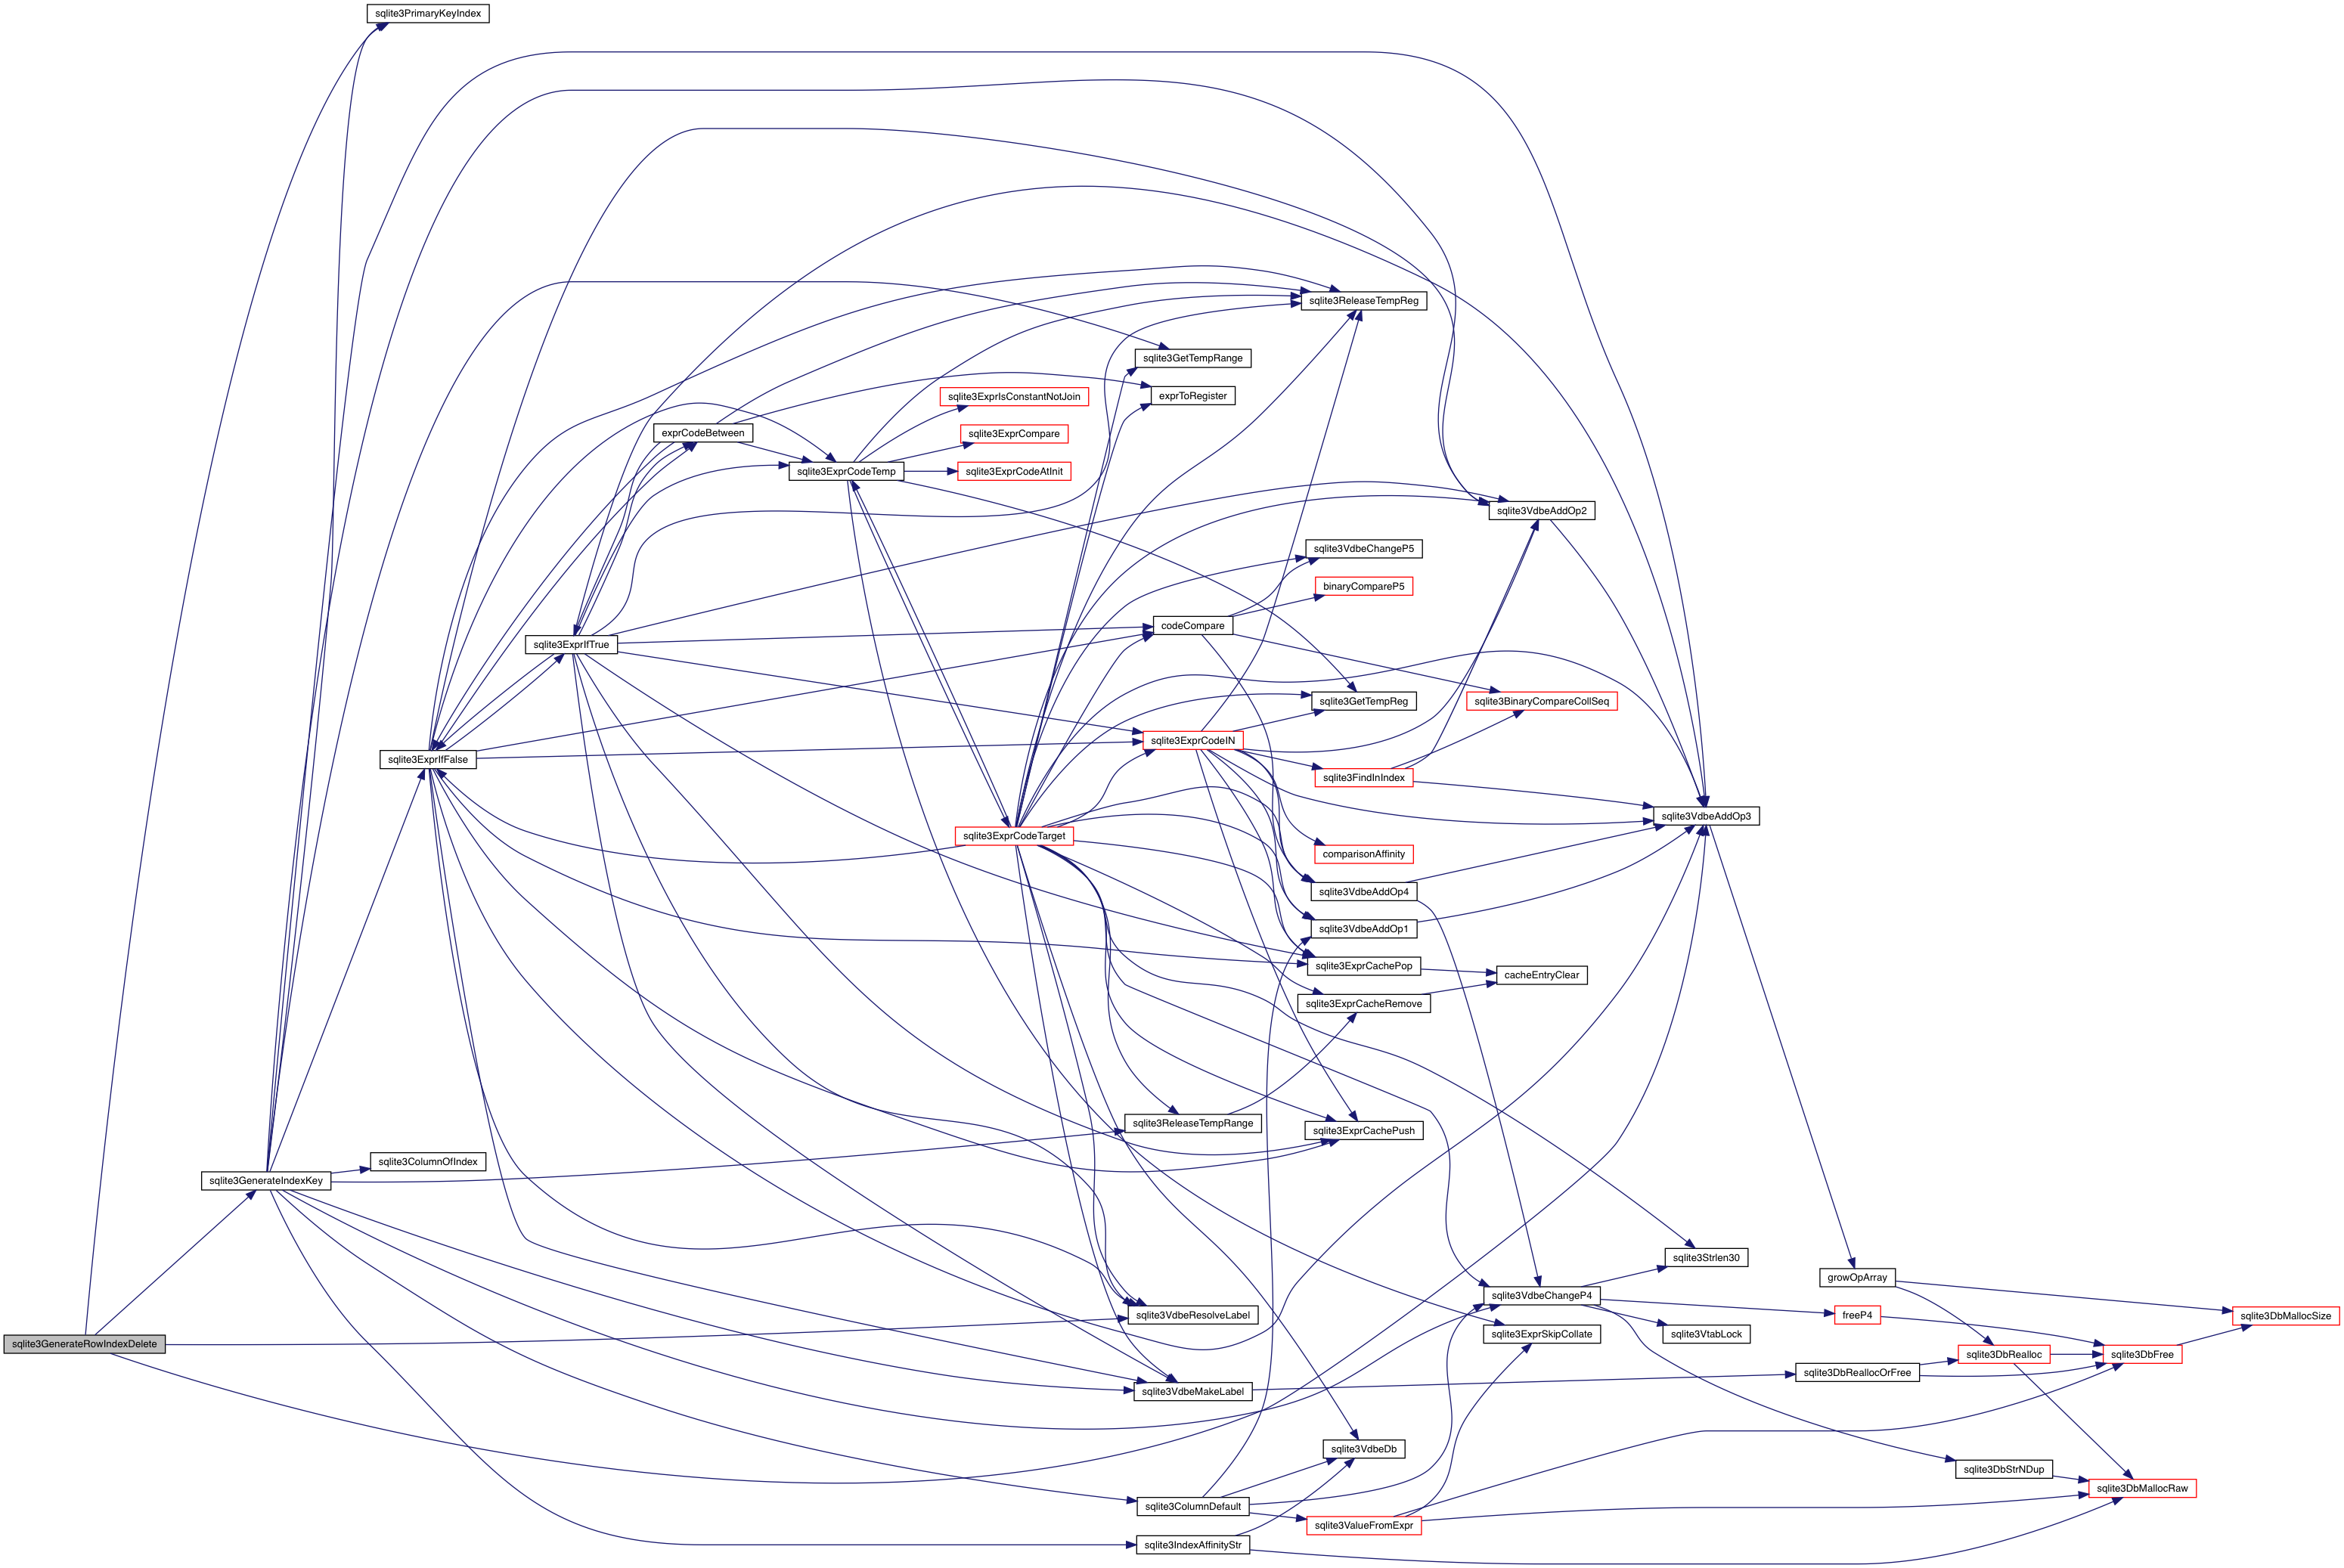 sqlite3PrimaryKeyIndex
sqlite3ReleaseTempReg
sqlite3GetTempRange
exprToRegister
sqlite3ExprIsConstantNotJoin
exprCodeBetween
sqlite3ExprCompare
sqlite3ExprCodeTemp
sqlite3ExprCodeAtInit
sqlite3VdbeAddOp2
sqlite3VdbeChangeP5
binaryCompareP5
codeCompare
sqlite3ExprIfTrue
sqlite3GetTempReg
sqlite3BinaryCompareCollSeq
sqlite3ExprCodeIN
sqlite3ExprIfFalse
sqlite3FindInIndex
sqlite3VdbeAddOp3
sqlite3ExprCodeTarget
comparisonAffinity
sqlite3VdbeAddOp4
sqlite3VdbeAddOp1
sqlite3ExprCachePop
cacheEntryClear
sqlite3ExprCacheRemove
sqlite3ReleaseTempRange
sqlite3ExprCachePush
sqlite3ColumnOfIndex
sqlite3GenerateIndexKey
sqlite3Strlen30
growOpArray
sqlite3VdbeChangeP4
sqlite3VdbeResolveLabel
freeP4
sqlite3DbMallocSize
sqlite3ExprSkipCollate
sqlite3VtabLock
sqlite3GenerateRowIndexDelete
sqlite3DbRealloc
sqlite3DbFree
sqlite3DbReallocOrFree
sqlite3VdbeMakeLabel
sqlite3VdbeDb
sqlite3DbStrNDup
sqlite3DbMallocRaw
sqlite3ColumnDefault
sqlite3ValueFromExpr
sqlite3IndexAffinityStr